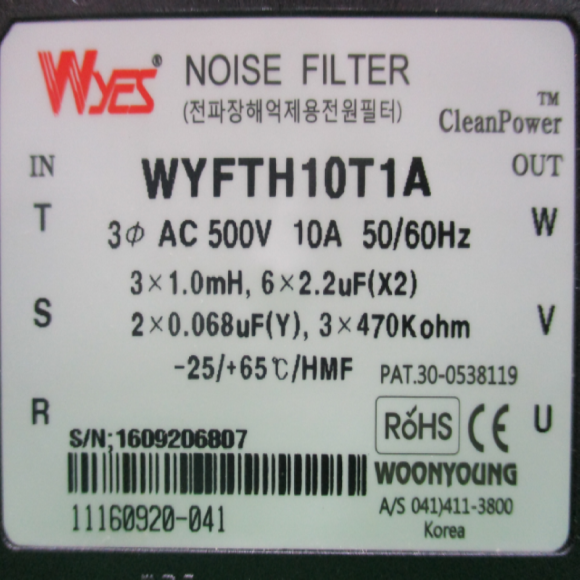 WYES® NOISE FILTER
(전파장해억제용전원필터)
CleanPower™
IN WYFTH10T1A OUT
T 3Φ AC 500V 10A 50/60Hz W
3×1.0mH, 6×2.2uF(X2)
S 2×0.068uF(Y), 3×470Kohm V
-25/+65℃/HMF PAT.30-0538119
R RoHS CE U
S/N;1609206807
WOONYOUNG
11160920-041 A/S 041)411-3800
Korea